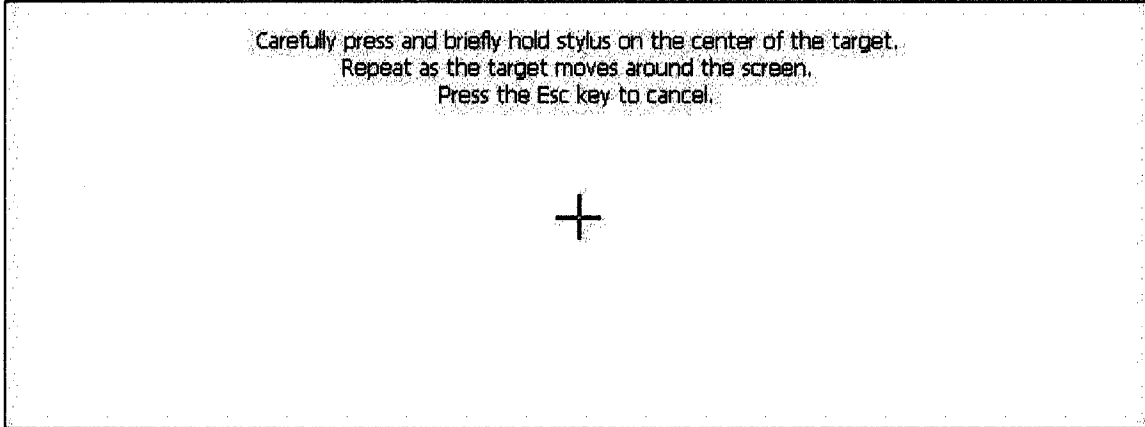 Carefully press and briefly hold stylus on the center of the target.
Repeat as the target moves around the screen.
Press the Esc key to cancel.